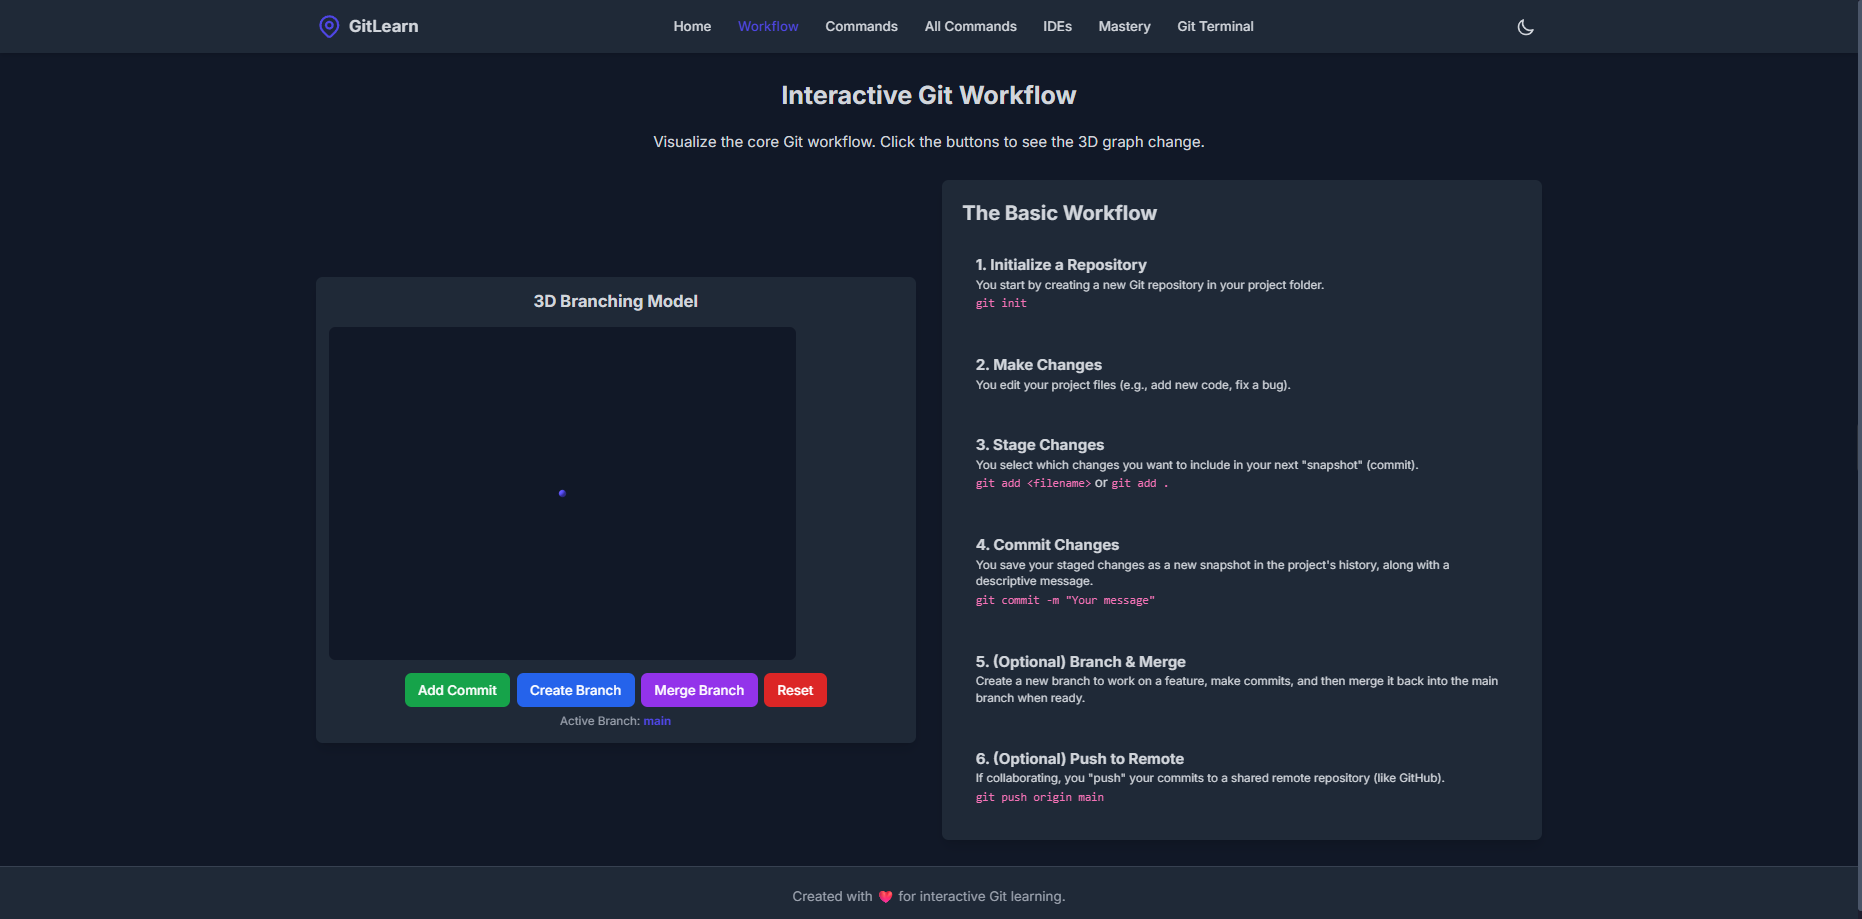 GitLearn
Home Workflow Commands All Commands IDEs Mastery Git Terminal
Interactive Git Workflow
Visualize the core Git workflow. Click the buttons to see the 3D graph change.
3D Branching Model
Add Commit Create Branch Merge Branch Reset
Active Branch: main
The Basic Workflow
1. Initialize a Repository
You start by creating a new Git repository in your project folder.
git init
2. Make Changes
You edit your project files (e.g., add new code, fix a bug).
3. Stage Changes
You select which changes you want to include in your next "snapshot" (commit).
git add <filename> or git add .
4. Commit Changes
You save your staged changes as a new snapshot in the project's history, along with a
descriptive message.
git commit -m "Your message"
5. (Optional) Branch & Merge
Create a new branch to work on a feature, make commits, and then merge it back into the main
branch when ready.
6. (Optional) Push to Remote
If collaborating, you "push" your commits to a shared remote repository (like GitHub).
git push origin main
Created with ❤️ for interactive Git learning.